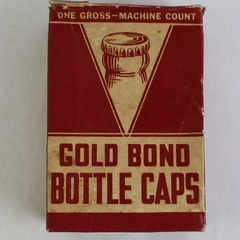 ONE GROSS–MACHINE COUNT
GOLD BOND
BOTTLE CAPS